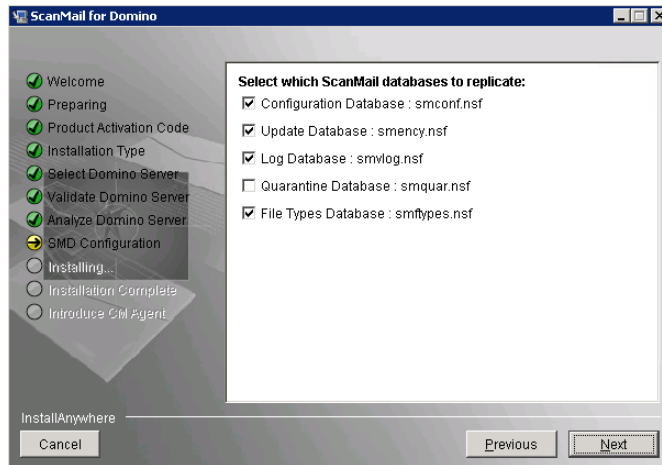 ScanMail for Domino
Welcome
Preparing
Product Activation Code
Installation Type
Select Domino Server
Validate Domino Server
Analyze Domino Server
SMD Configuration
Installing...
Installation Complete
Introduce CM Agent
Select which ScanMail databases to replicate:
Configuration Database : smconf.nsf
Update Database : smency.nsf
Log Database : smvlog.nsf
Quarantine Database : smquar.nsf
File Types Database : smftypes.nsf
InstallAnywhere
Cancel
Previous
Next